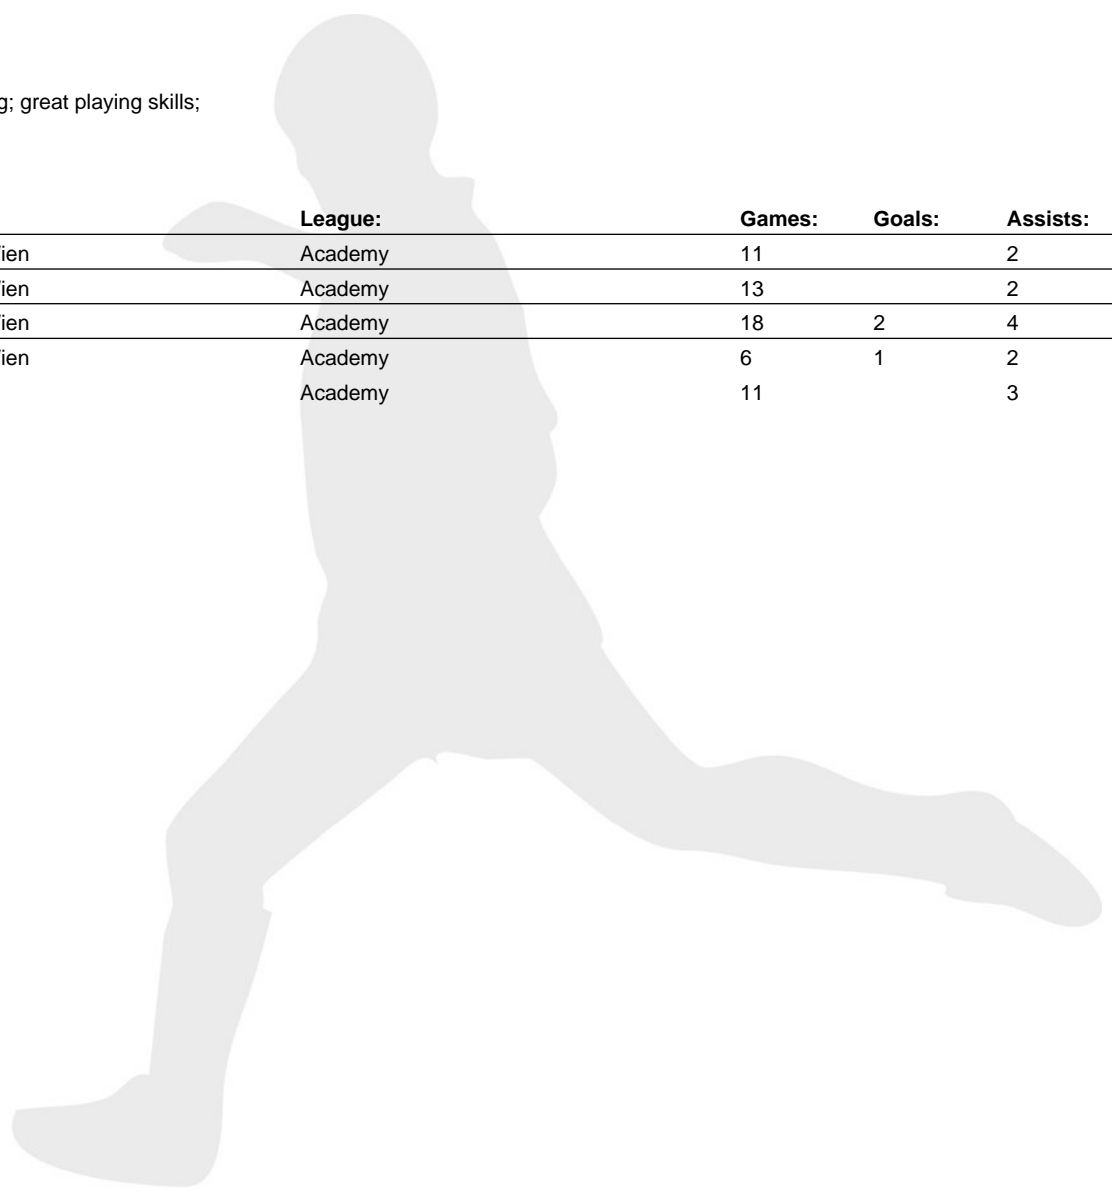 ; great playing skills;
League: Games: Goals: Assists:
ien Academy 11 2
ien Academy 13 2
ien Academy 18 2 4
ien Academy 6 1 2
Academy 11 3